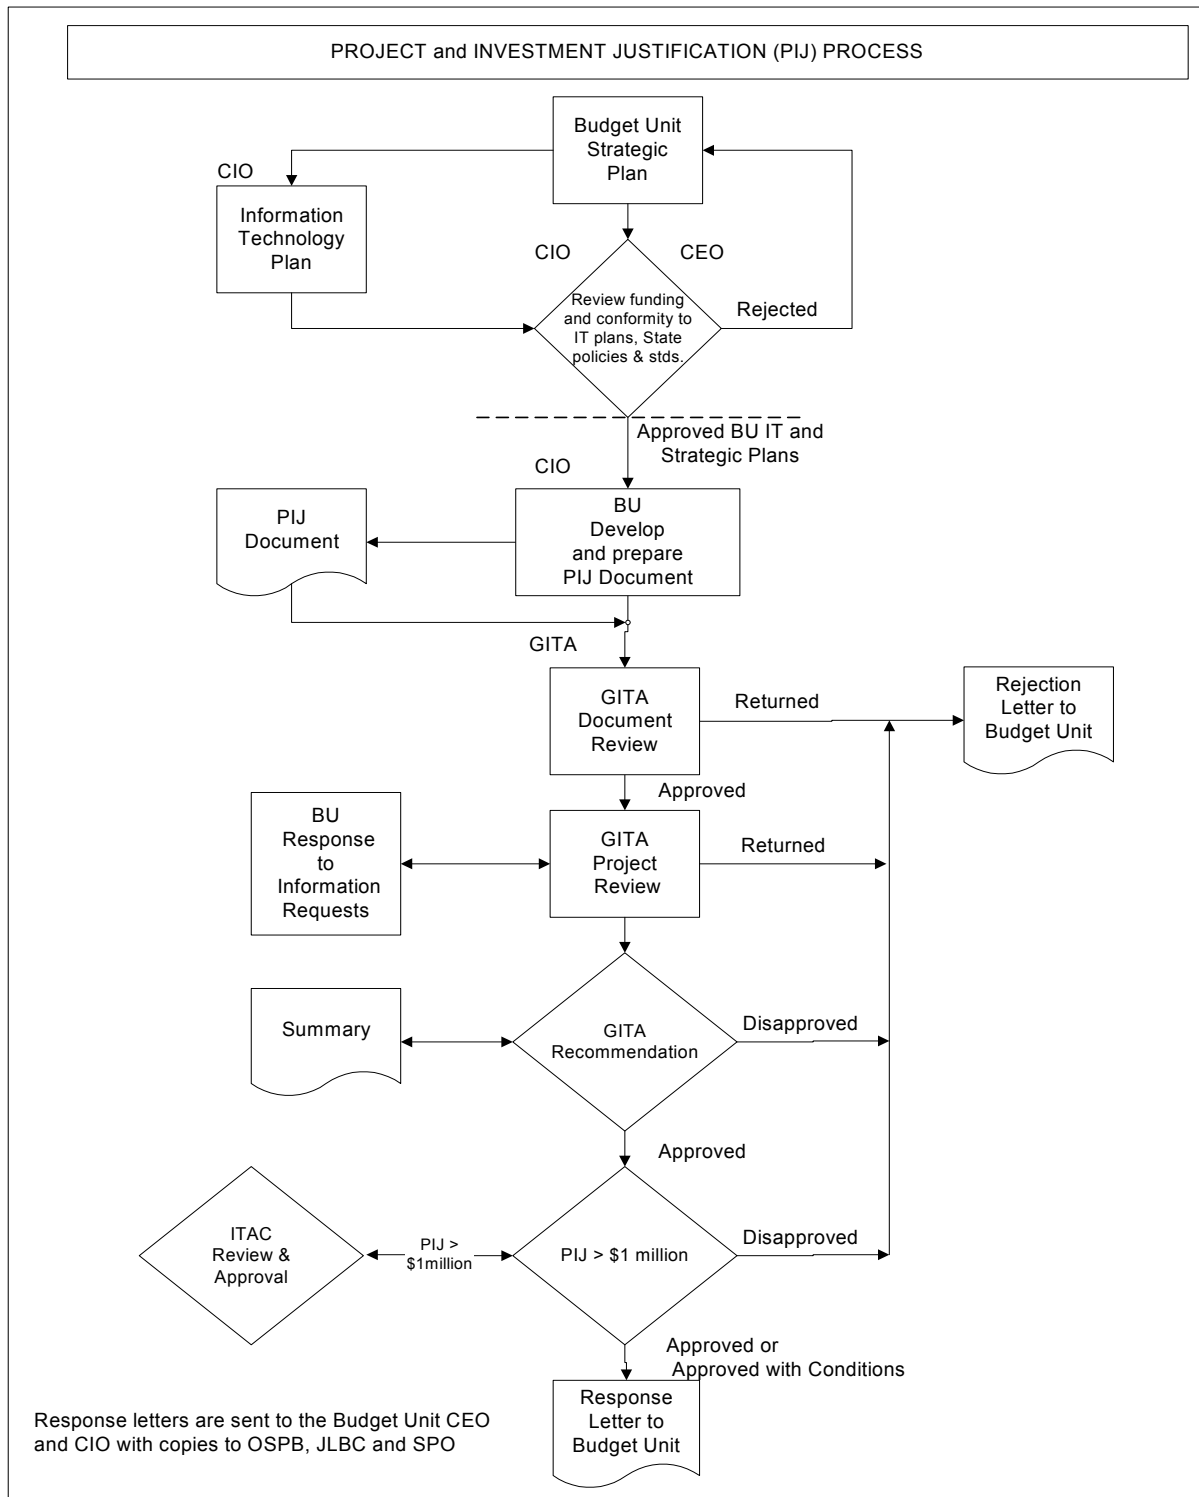 PROJECT and INVESTMENT JUSTIFICATION (PIJ) PROCESS
Budget Unit
Strategic
Plan
CIO
Information
Technology
Plan
CIO
CEO
Review funding
and conformity to
IT plans, State
policies & stds.
Rejected
Approved BU IT and
Strategic Plans
CIO
PIJ
Document
BU
Develop
and prepare
PIJ Document
GITA
GITA
Document
Review
Returned
Rejection
Letter to
Budget Unit
Approved
BU
Response
to
Information
Requests
GITA
Project
Review
Returned
Summary
GITA
Recommendation
Disapproved
Approved
ITAC
Review &
Approval
PIJ >
$1million
PIJ > $1 million
Disapproved
Approved or
Approved with Conditions
Response
Letter to
Budget Unit
Response letters are sent to the Budget Unit CEO
and CIO with copies to OSPB, JLBC and SPO